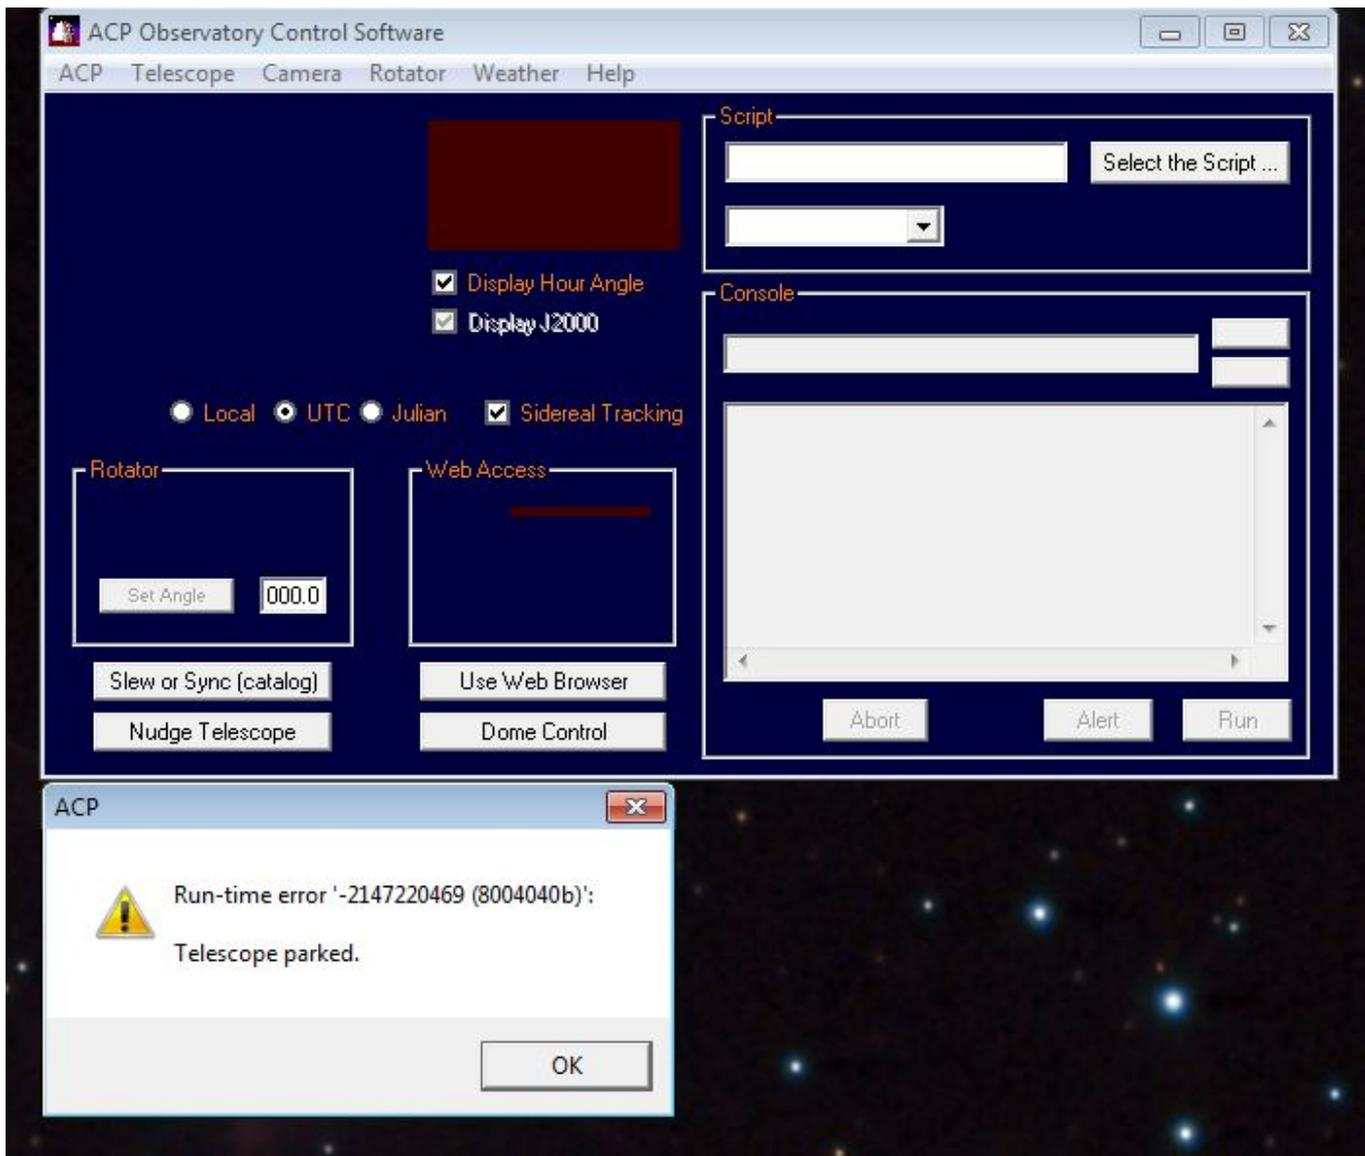 ACP Observatory Control Software
ACP Telescope Camera Rotator Weather Help
Script
Select the Script ...
Display Hour Angle
Display J2000
Console
Local UTC Julian Sidereal Tracking
Rotator
Web Access
Set Angle 000.0
Slew or Sync (catalog)
Use Web Browser
Nudge Telescope
Dome Control
Abort Alert Run
ACP
Run-time error '-2147220469 (8004040b)':
Telescope parked.
OK